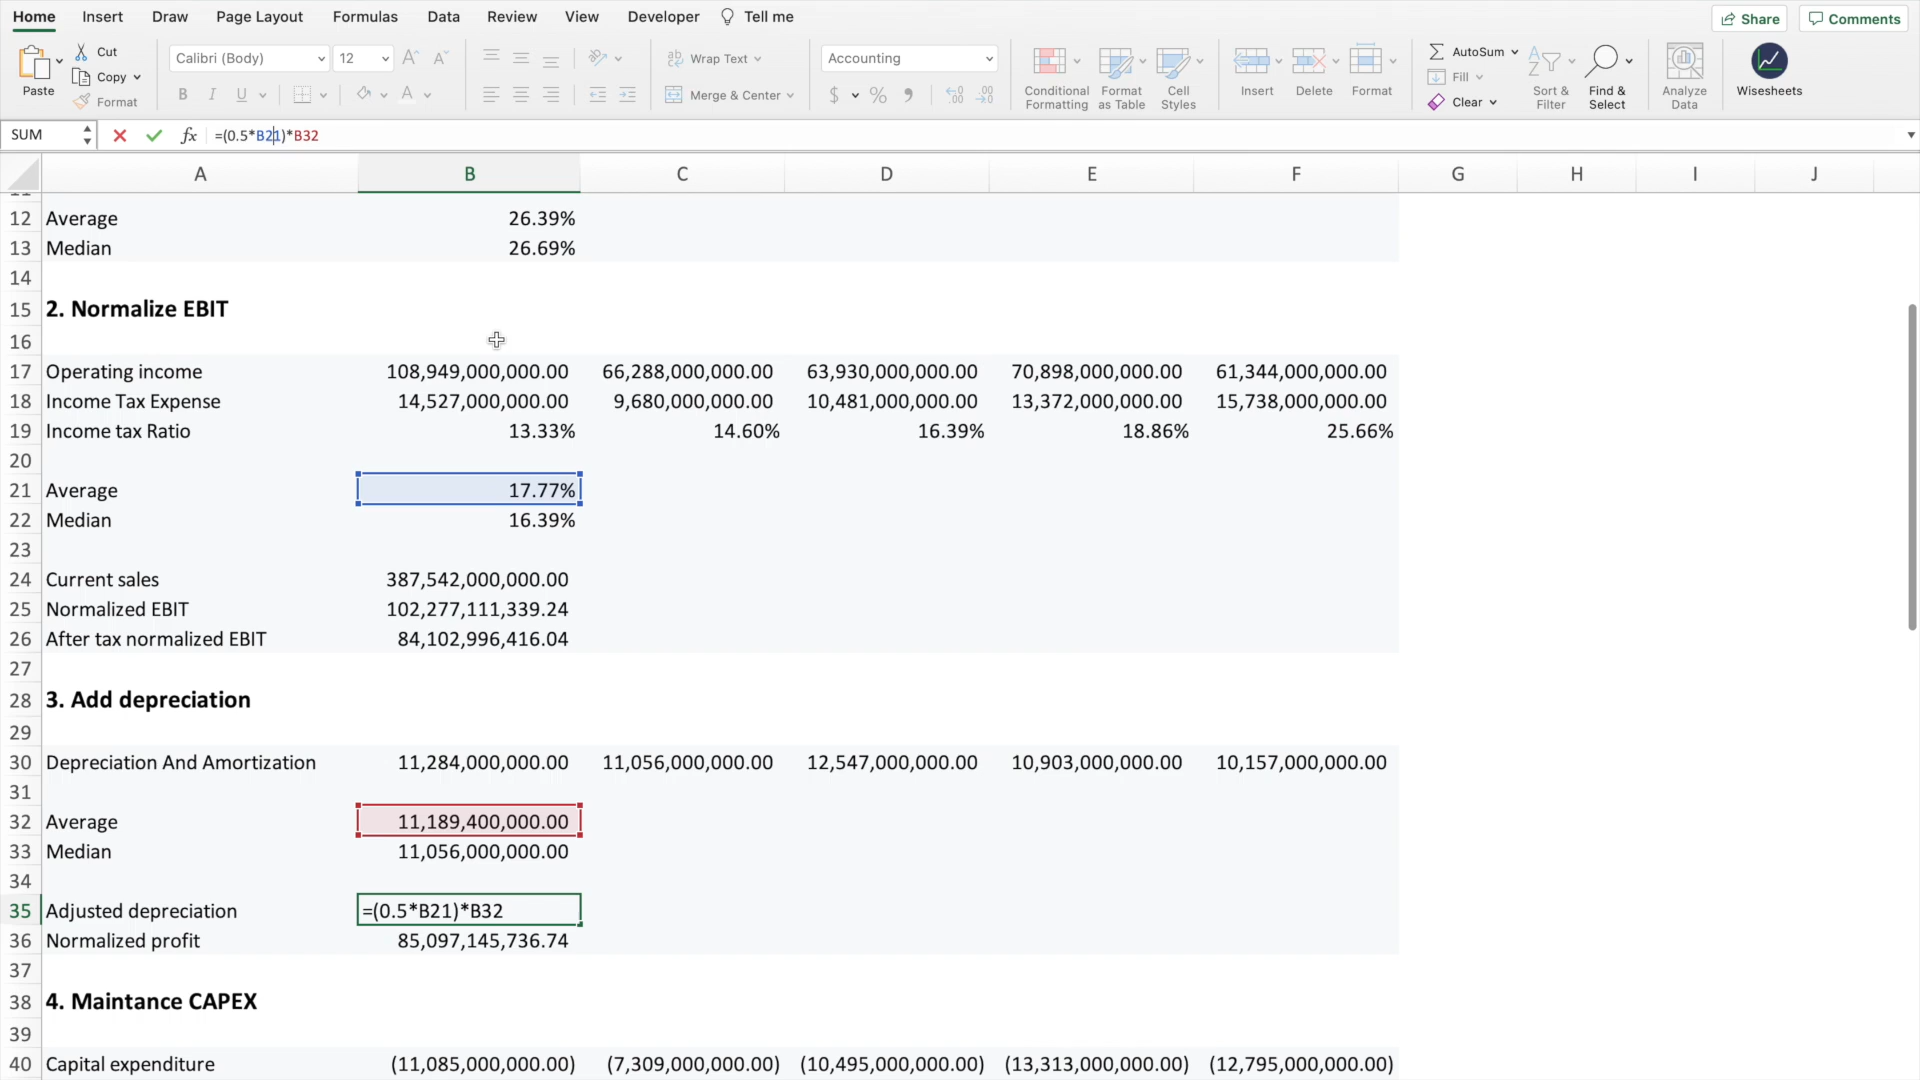 Home Insert Draw Page Layout Formulas Data Review View Developer Tell me Share Comments
Paste Cut Copy Format
Calibri (Body) 12 A A
B I U A
Wrap Text
Merge & Center
Accounting
$ % 9
Conditional Formatting
Format as Table
Cell Styles
Insert Delete Format
AutoSum
Fill
Clear
Sort & Filter
Find & Select
Analyze Data
Wisesheets
SUM fx =(0.5*B21)*B32
A B C D E F G H I J
12 Average 26.39%
13 Median 26.69%
14
15 2. Normalize EBIT
16
17 Operating income 108,949,000,000.00 66,288,000,000.00 63,930,000,000.00 70,898,000,000.00 61,344,000,000.00
18 Income Tax Expense 14,527,000,000.00 9,680,000,000.00 10,481,000,000.00 13,372,000,000.00 15,738,000,000.00
19 Income tax Ratio 13.33% 14.60% 16.39% 18.86% 25.66%
20
21 Average 17.77%
22 Median 16.39%
23
24 Current sales 387,542,000,000.00
25 Normalized EBIT 102,277,111,339.24
26 After tax normalized EBIT 84,102,996,416.04
27
28 3. Add depreciation
29
30 Depreciation And Amortization 11,284,000,000.00 11,056,000,000.00 12,547,000,000.00 10,903,000,000.00 10,157,000,000.00
31
32 Average 11,189,400,000.00
33 Median 11,056,000,000.00
34
35 Adjusted depreciation =(0.5*B21)*B32
36 Normalized profit 85,097,145,736.74
37
38 4. Maintance CAPEX
39
40 Capital expenditure (11,085,000,000.00) (7,309,000,000.00) (10,495,000,000.00) (13,313,000,000.00) (12,795,000,000.00)